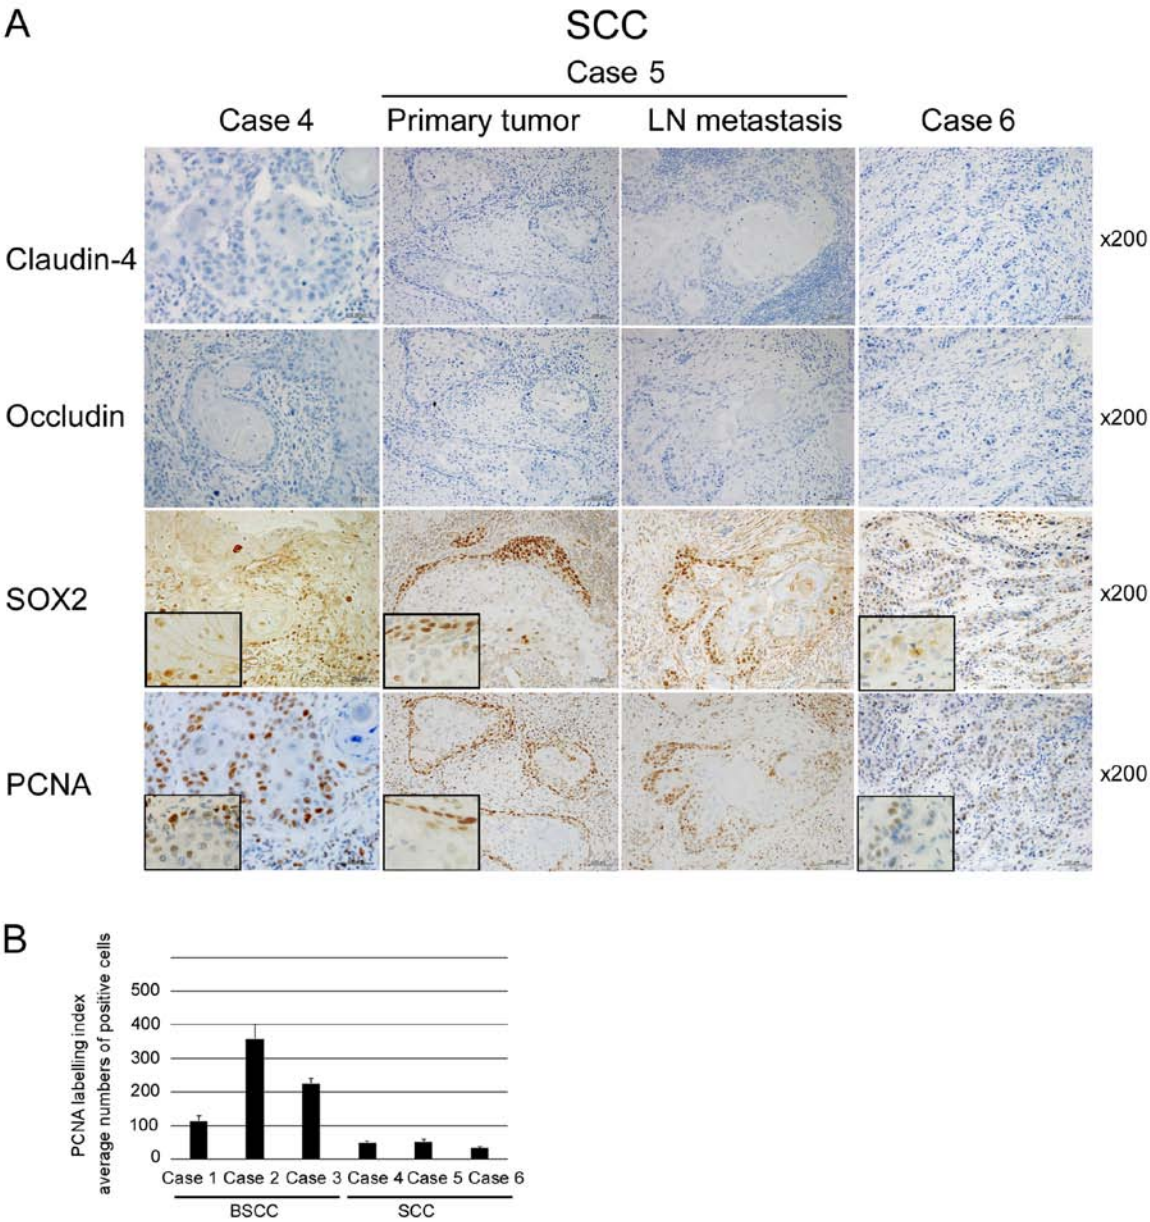 A
SCC
Case 5
Case 4
Primary tumor
LN metastasis
Case 6
Claudin-4
x200
Occludin
x200
SOX2
x200
PCNA
x200
B
PCNA labelling index
average numbers of positive cells
500
400
300
200
100
0
Case 1 Case 2 Case 3 Case 4 Case 5 Case 6
BSCC SCC